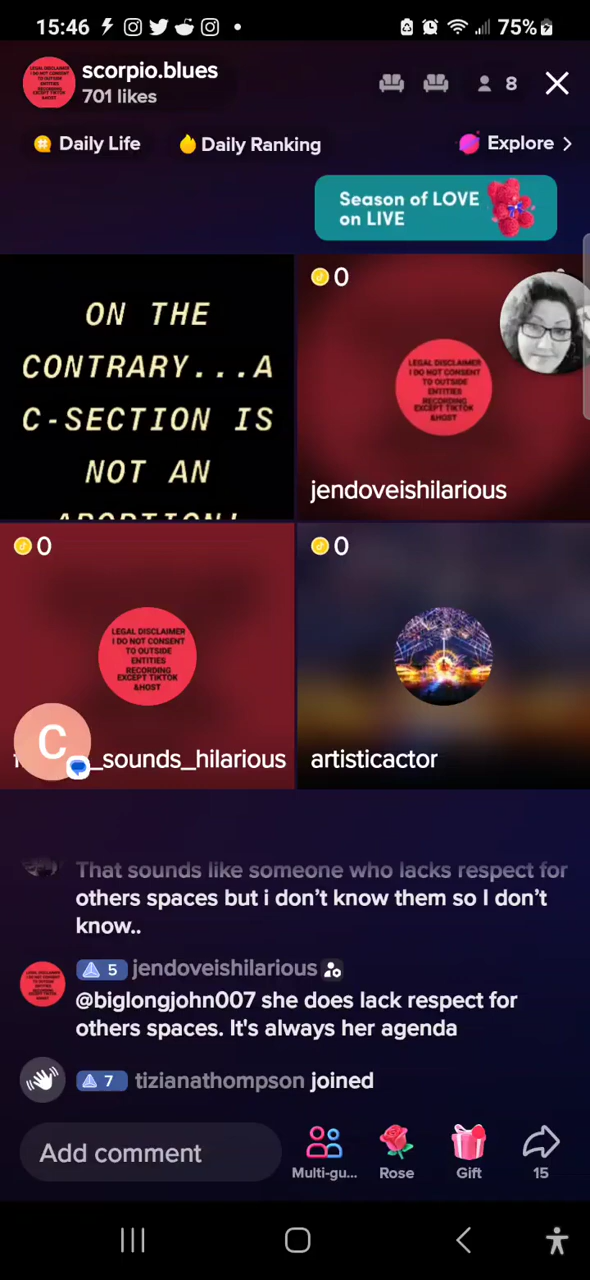 15:46
75%
scorpio.blues
701 likes
8
Daily Life
Daily Ranking
Explore >
Season of LOVE
on LIVE
ON THE
CONTRARY...A
C-SECTION IS
NOT AN
ABORTION!
0
LEGAL DISCLAIMER
I DO NOT CONSENT
TO OUTSIDE
ENTITIES
RECORDING
EXCEPT TIKTOK
&HOST
jendoveishilarious
0
LEGAL DISCLAIMER
I DO NOT CONSENT
TO OUTSIDE
ENTITIES
RECORDING
EXCEPT TIKTOK
&HOST
C
_sounds_hilarious
0
artisticactor
That sounds like someone who lacks respect for
others spaces but i don’t know them so I don’t
know..
5 jendoveishilarious
@biglongjohn007 she does lack respect for
others spaces. It's always her agenda
7 tizianathompson joined
Add comment
Multi-gu...
Rose
Gift
15